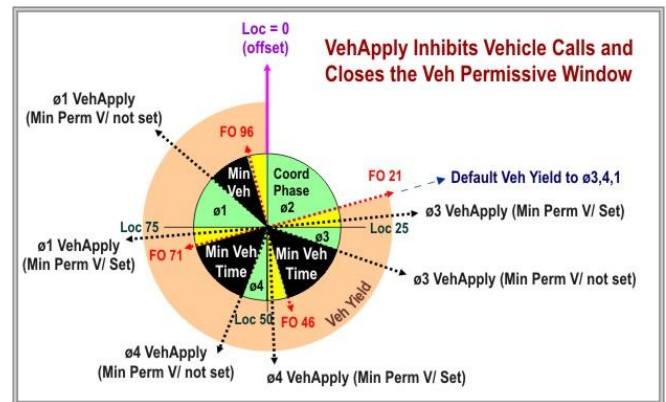 Loc = 0
(offset)
VehApply Inhibits Vehicle Calls and
Closes the Veh Permissive Window
ø1 VehApply
(Min Perm V/ not set)
FO 96
Min
Veh
Coord
Phase
ø2
FO 21
Default Veh Yield to ø3,4,1
ø1
ø3 VehApply (Min Perm V/ Set)
Loc 75
Loc 25
ø3
ø1 VehApply
(Min Perm V/ Set)
FO 71
Min Veh
Time
Min Veh
Time
ø3 VehApply (Min Perm V/ not set)
ø4
Veh Yield
Loc 50
FO 46
ø4 VehApply
(Min Perm V/ not set)
ø4 VehApply (Min Perm V/ Set)